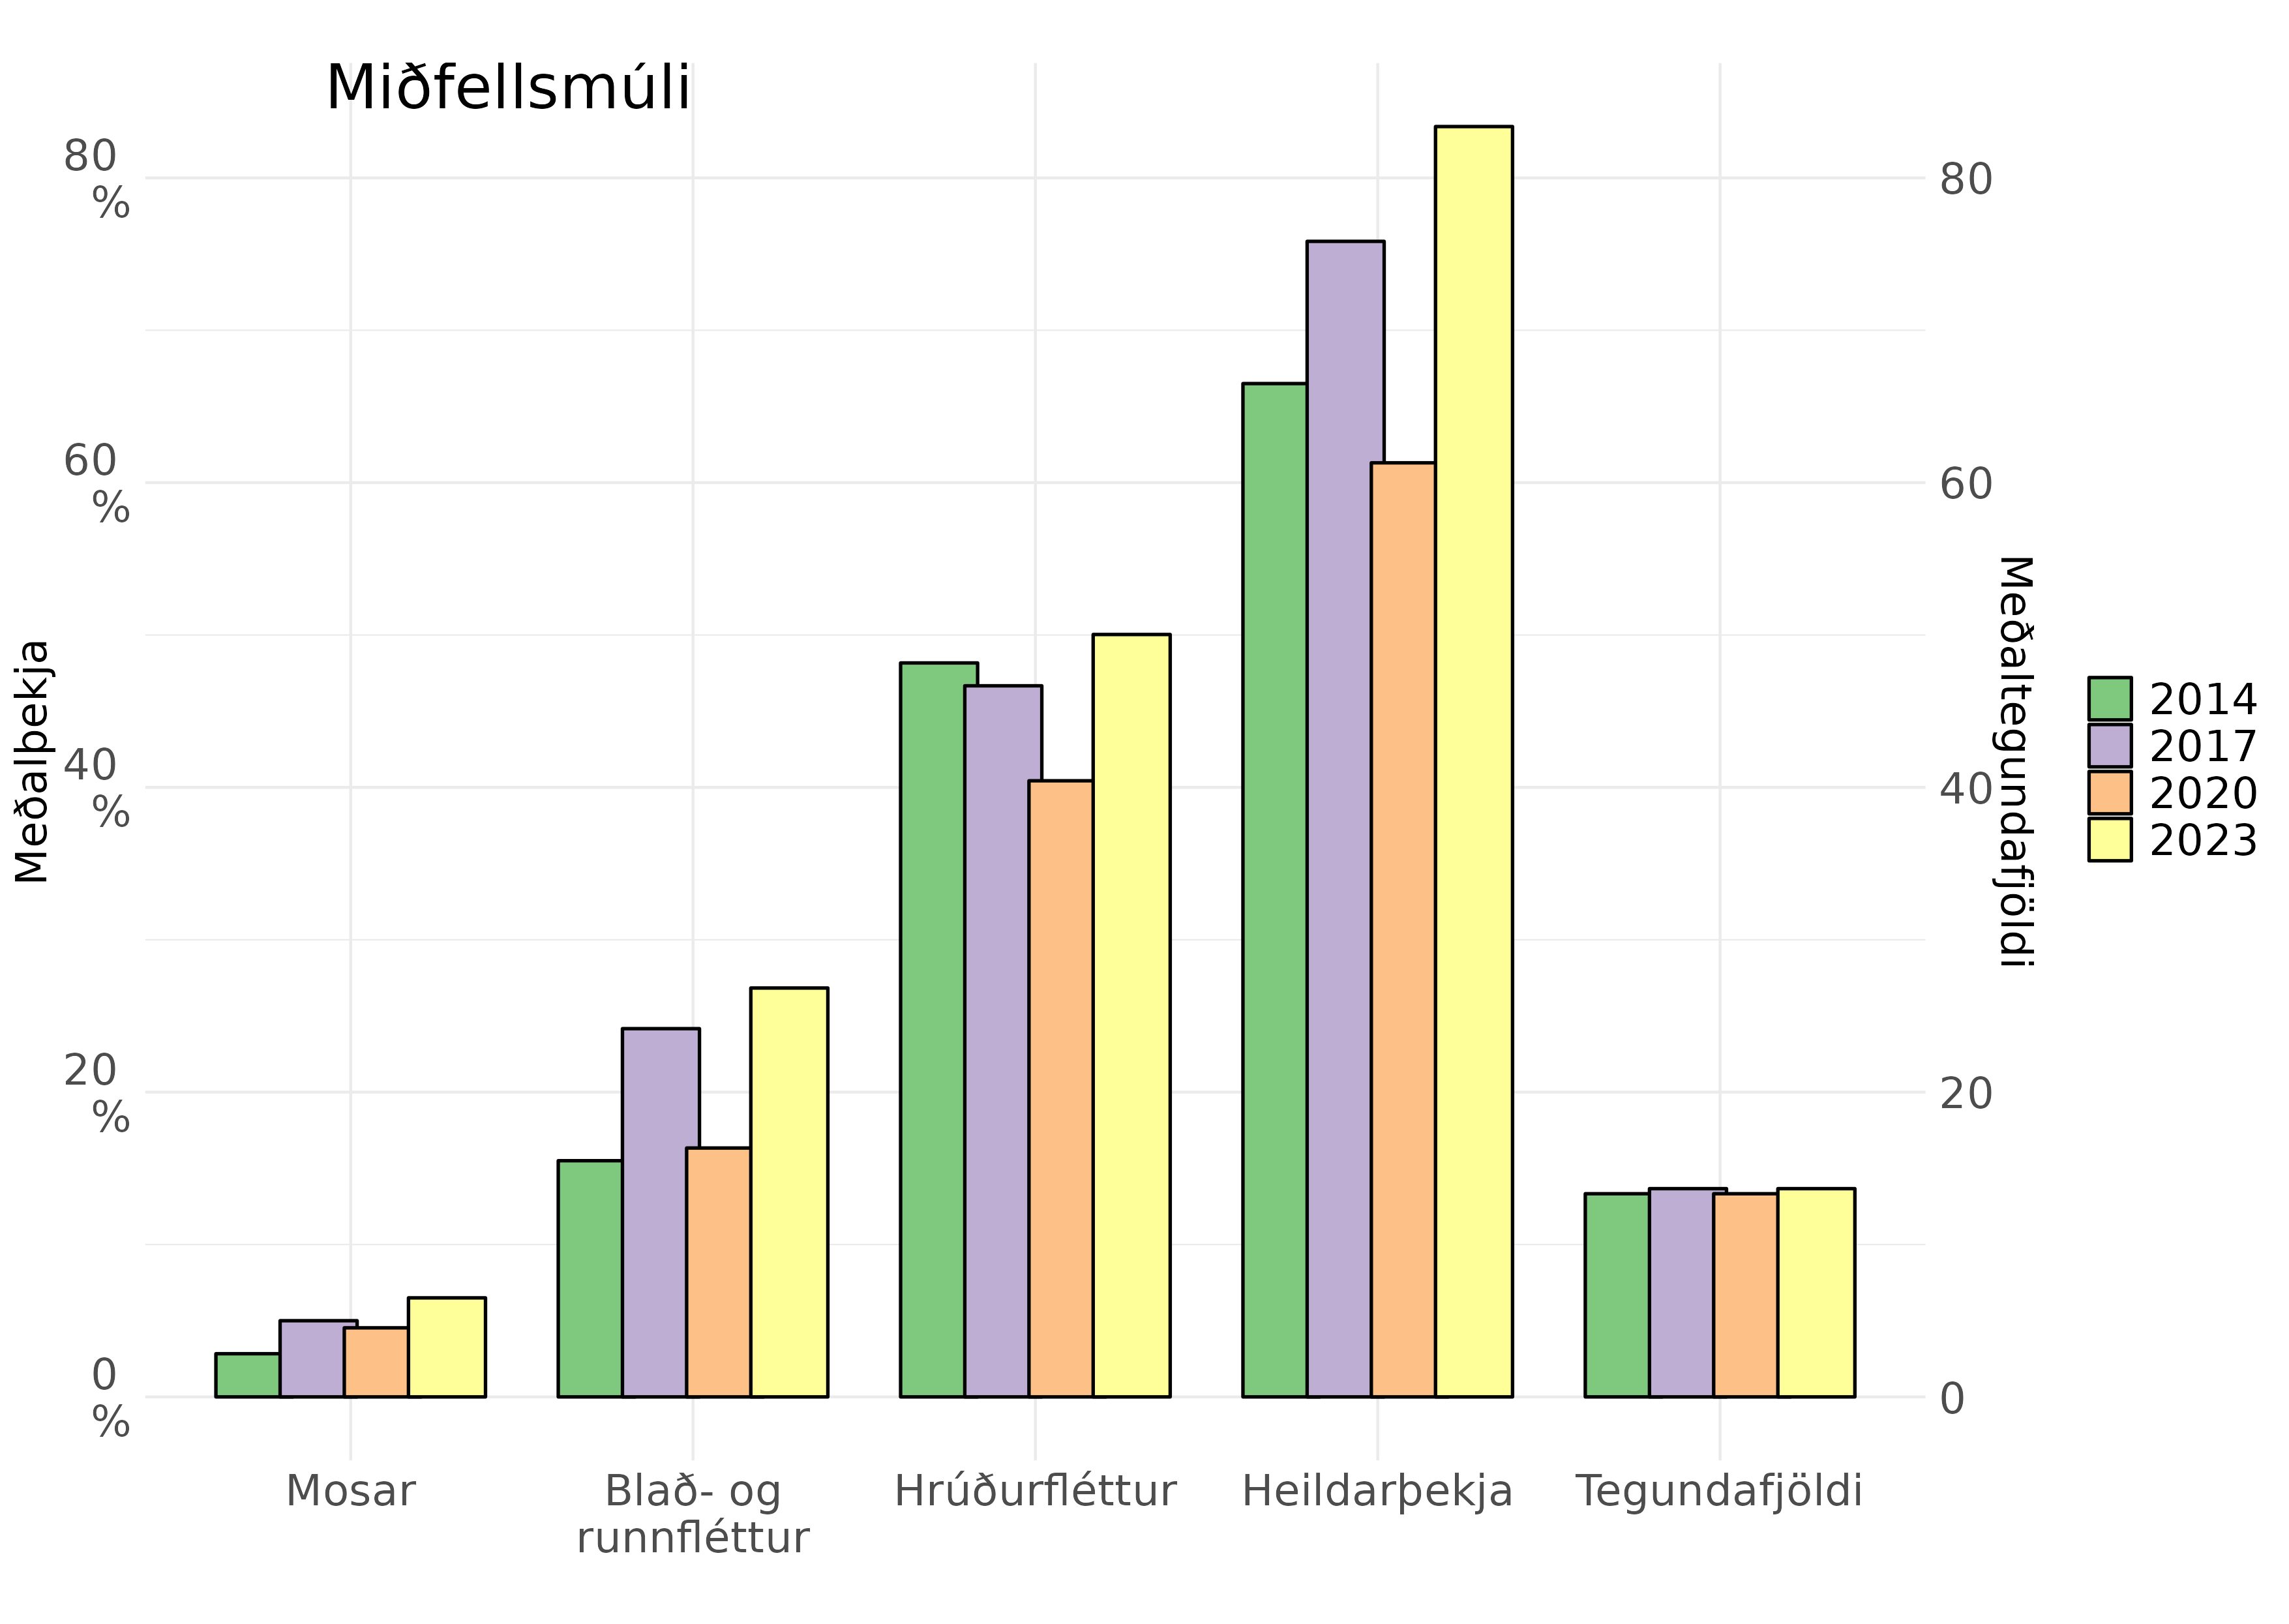 Miðfellsmúli
80
%
60
%
40
%
20
%
0
%
Meðalþekja
80
60
40
20
0
Meðaltegundafjöldi
2014
2017
2020
2023
Mosar
Blað- og
runnfléttur
Hrúðurfléttur
Heildarþekja
Tegundafjöldi